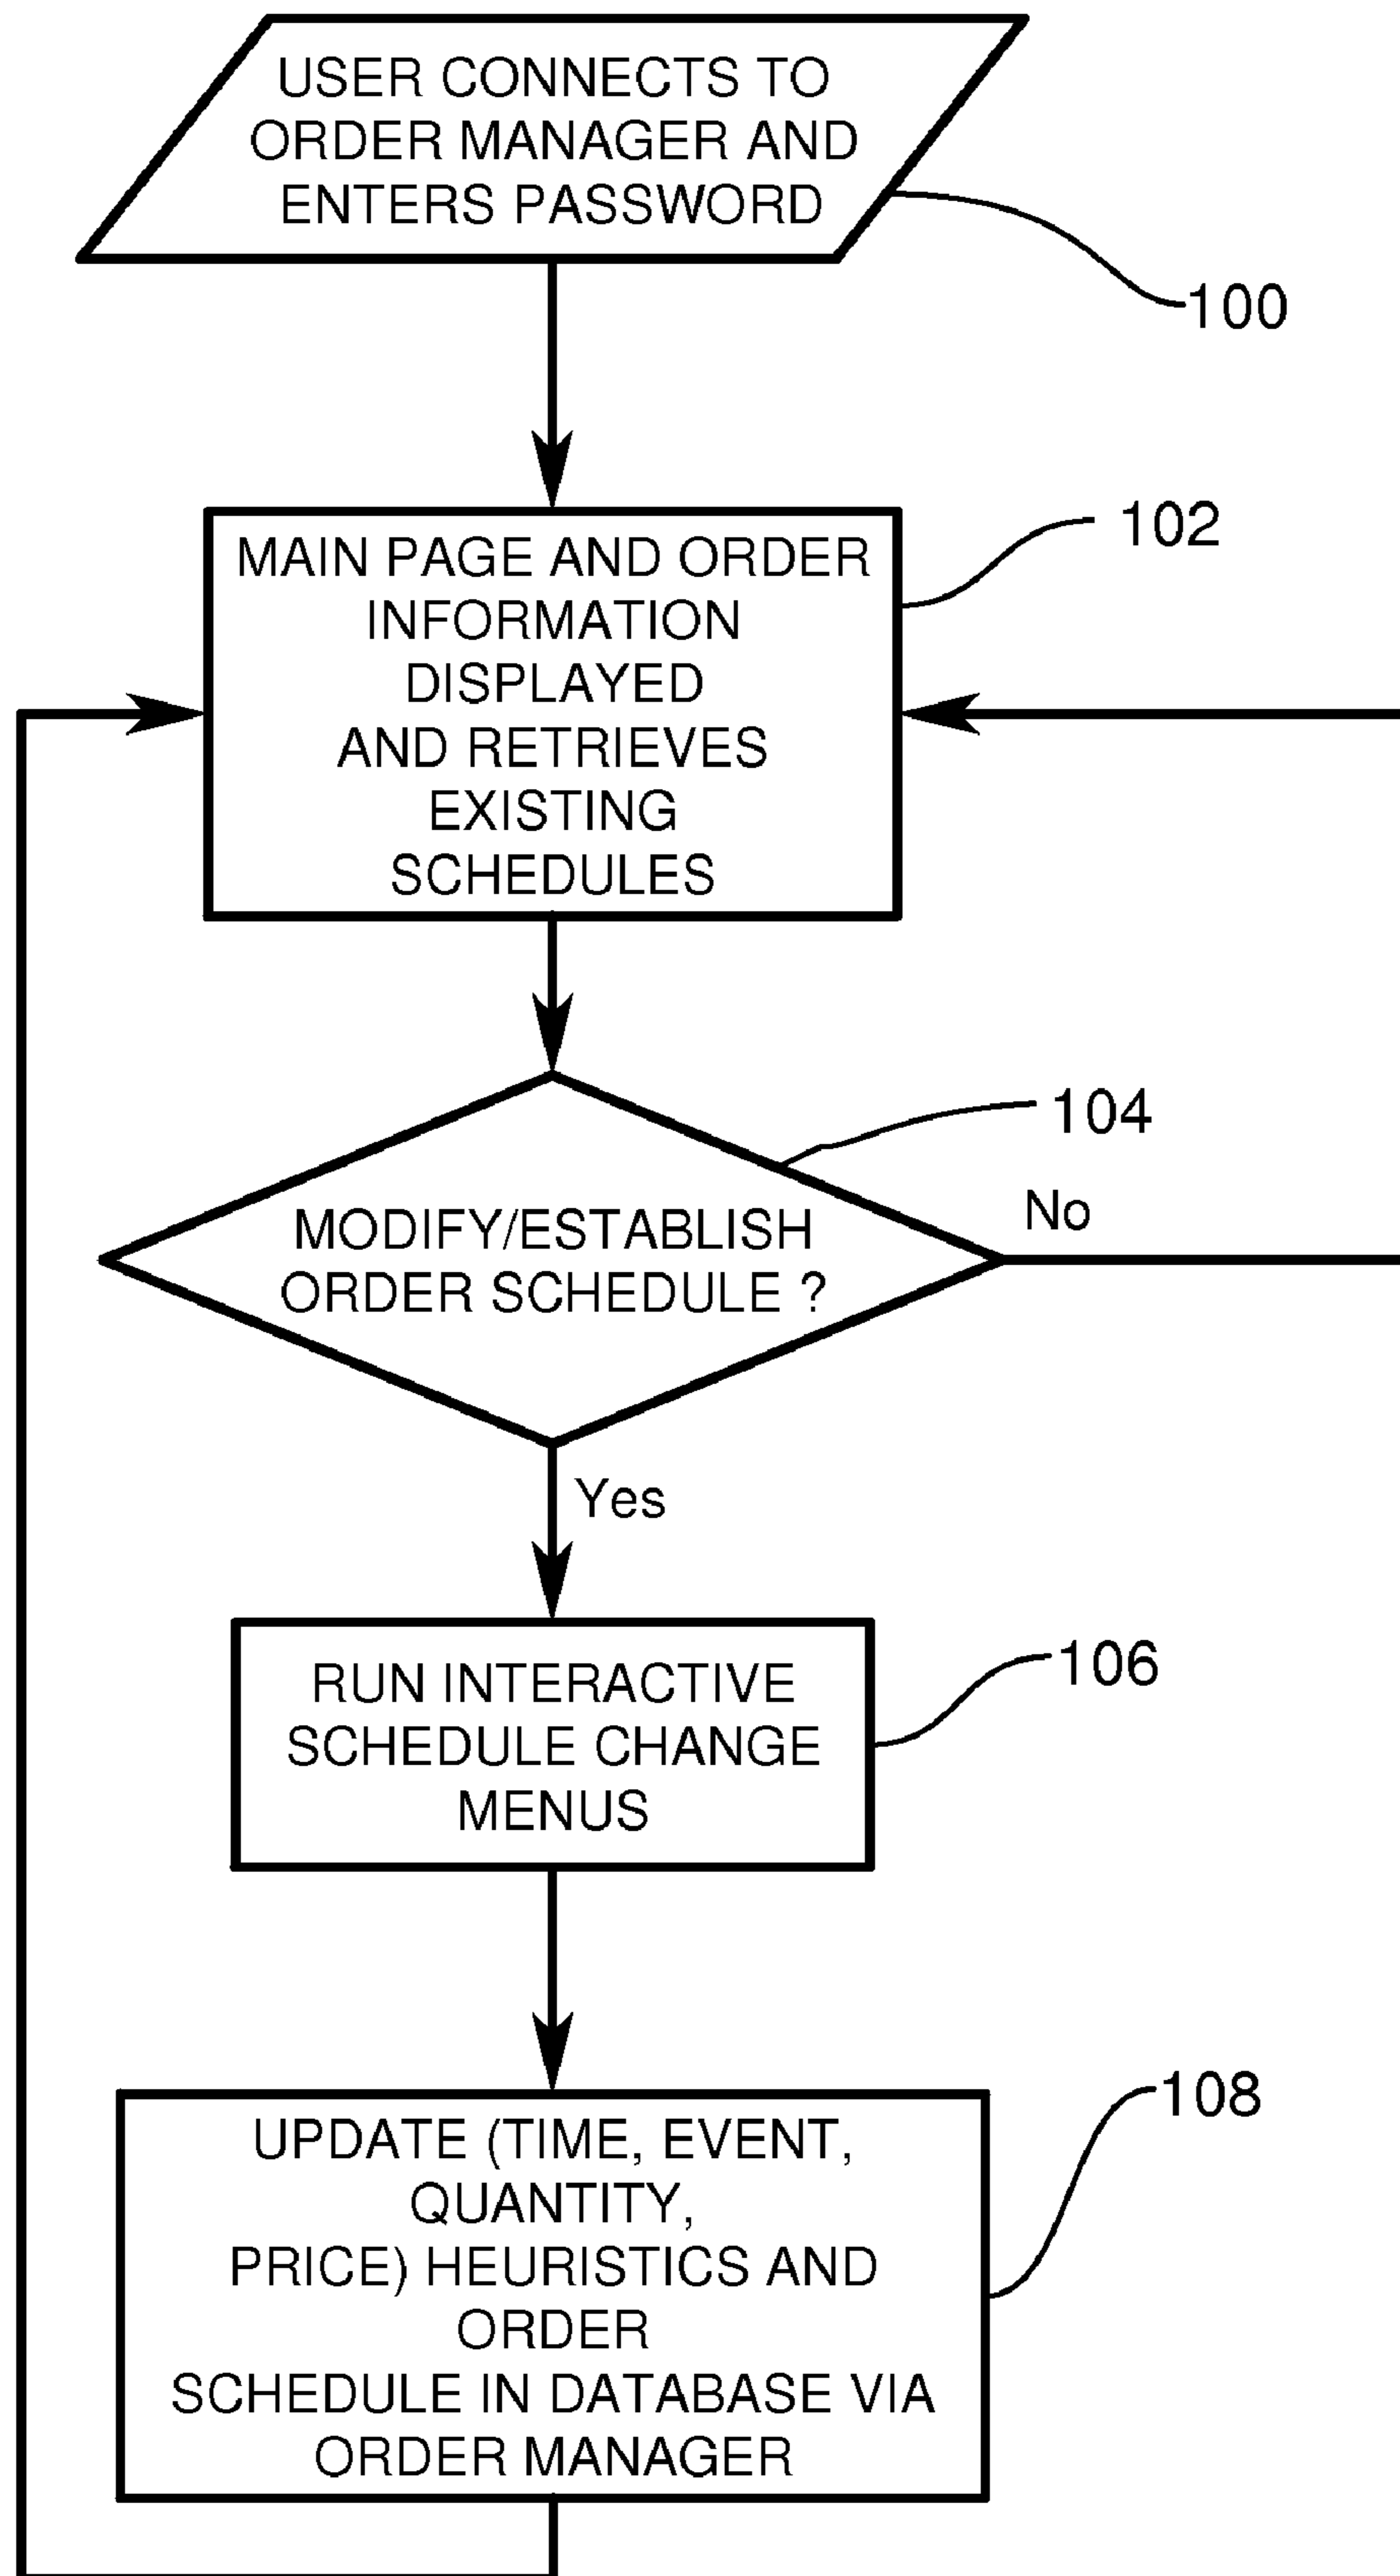 USER CONNECTS TO
ORDER MANAGER AND
ENTERS PASSWORD
100
MAIN PAGE AND ORDER
INFORMATION
DISPLAYED
AND RETRIEVES
EXISTING
SCHEDULES
102
104
MODIFY/ESTABLISH
ORDER SCHEDULE ?
No
Yes
RUN INTERACTIVE
SCHEDULE CHANGE
MENUS
106
UPDATE (TIME, EVENT,
QUANTITY,
PRICE) HEURISTICS AND
ORDER
SCHEDULE IN DATABASE VIA
ORDER MANAGER
108